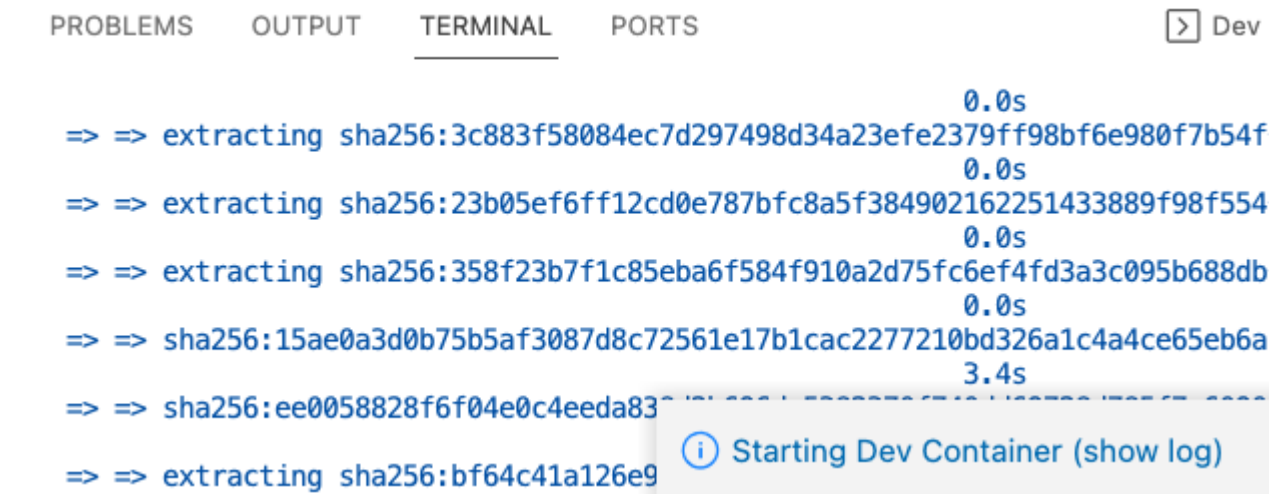 PROBLEMS OUTPUT TERMINAL PORTS Dev
0.0s
=> => extracting sha256:3c883f58084ec7d297498d34a23efe2379ff98bf6e980f7b54f
0.0s
=> => extracting sha256:23b05ef6ff12cd0e787bfc8a5f384902162251433889f98f554
0.0s
=> => extracting sha256:358f23b7f1c85eba6f584f910a2d75fc6ef4fd3a3c095b688db
0.0s
=> => sha256:15ae0a3d0b75b5af3087d8c72561e17b1cac2277210bd326a1c4a4ce65eb6a
3.4s
=> => sha256:ee0058828f6f04e0c4eeda83
Starting Dev Container (show log)
=> => extracting sha256:bf64c41a126e9